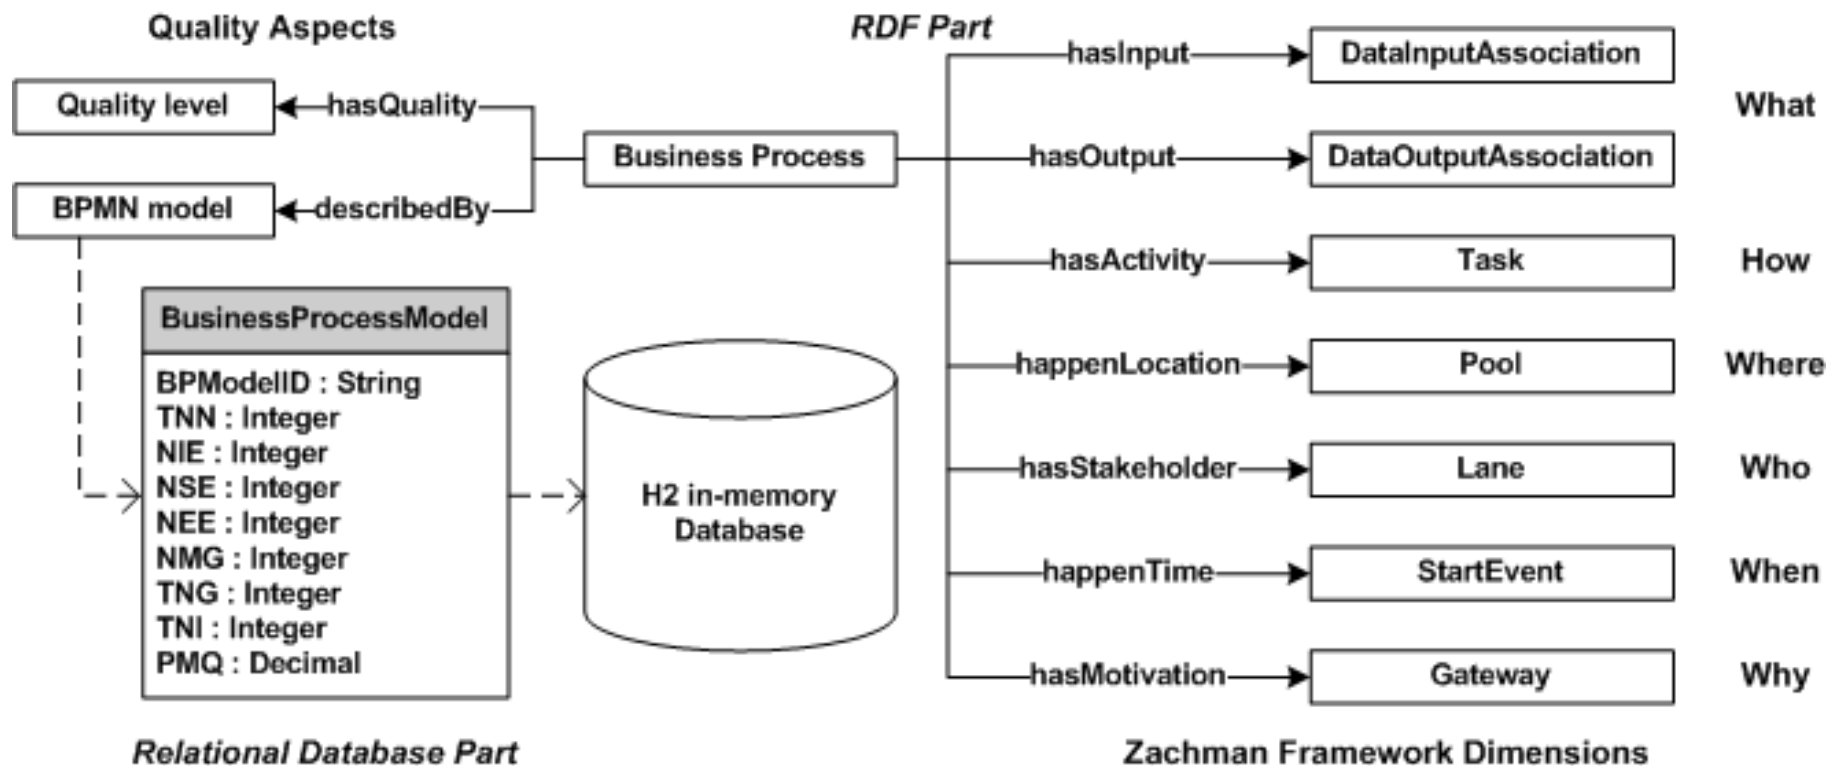 Quality Aspects
RDF Part
Quality level
hasQuality
BPMN model
describedBy
Business Process
hasInput
DataInputAssociation
What
hasOutput
DataOutputAssociation
hasActivity
Task
How
happenLocation
Pool
Where
hasStakeholder
Lane
Who
happenTime
StartEvent
When
hasMotivation
Gateway
Why
BusinessProcessModel
BPModelID : String
TNN : Integer
NIE : Integer
NSE : Integer
NEE : Integer
NMG : Integer
TNG : Integer
TNI : Integer
PMQ : Decimal
H2 in-memory
Database
Relational Database Part
Zachman Framework Dimensions